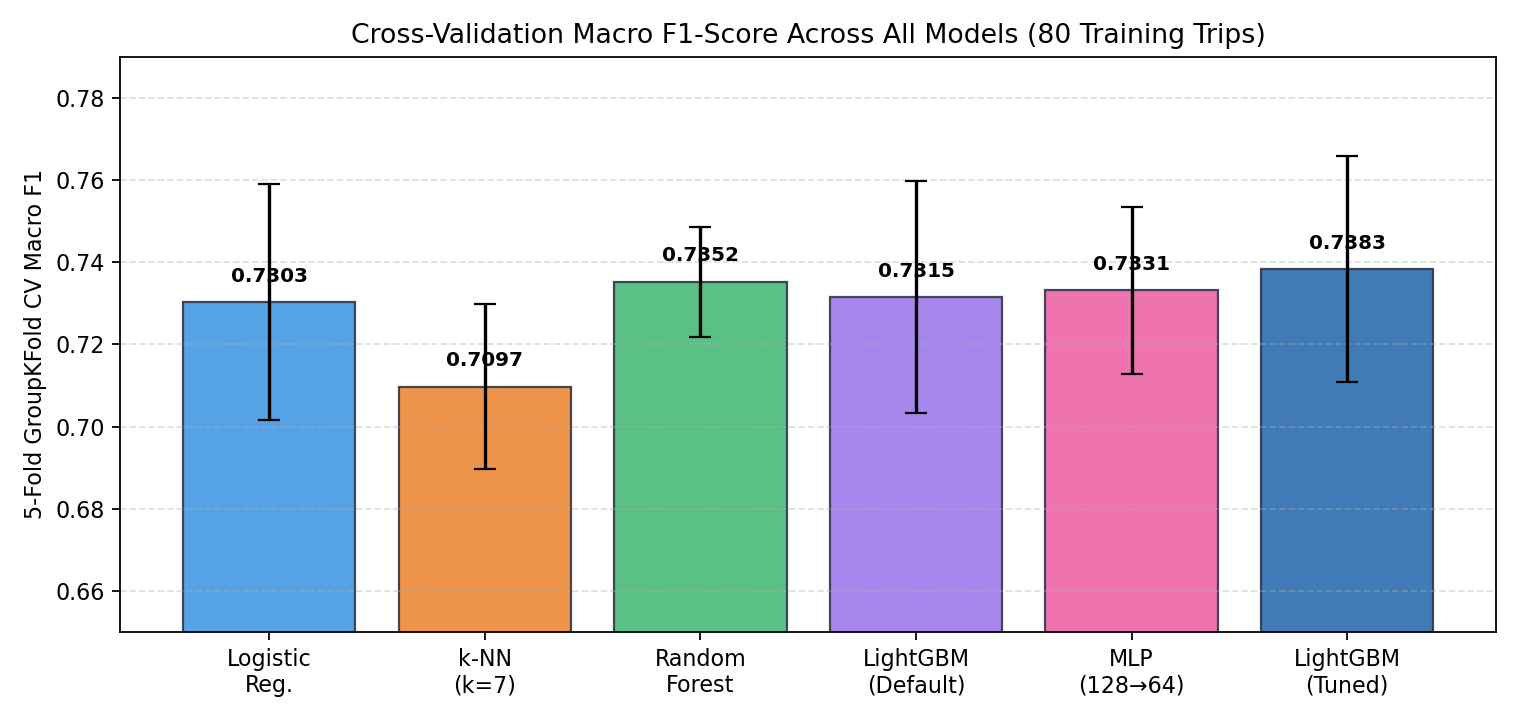 Cross-Validation Macro F1-Score Across All Models (80 Training Trips)
5-Fold GroupKFold CV Macro F1
0.78
0.76
0.74
0.72
0.70
0.68
0.66
0.7303
0.7097
0.7352
0.7315
0.7331
0.7383
Logistic
Reg.
k-NN
(k=7)
Random
Forest
LightGBM
(Default)
MLP
(128→64)
LightGBM
(Tuned)